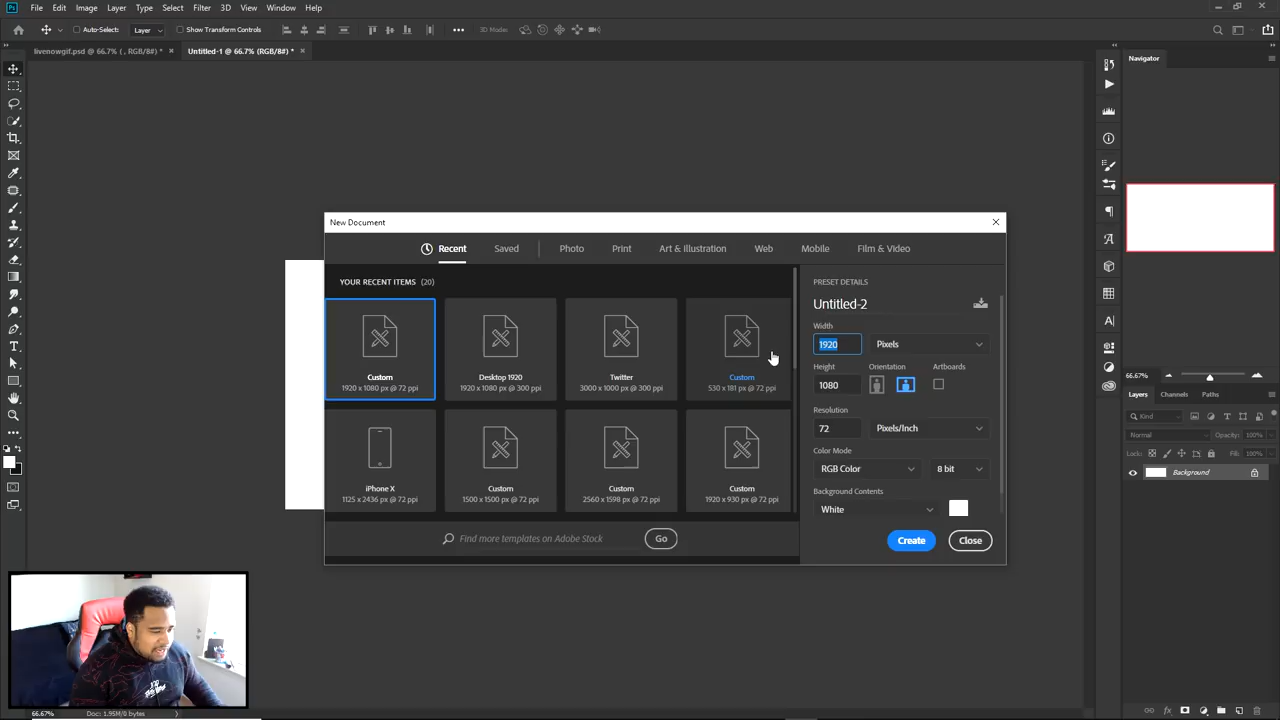 Ps File Edit Image Layer Type Select Filter 3D View Window Help
Auto-Select: Layer Show Transform Controls 3D Mode:
livenowgif.psd @ 66.7% ( , RGB/8#) * Untitled-1 @ 66.7% (RGB/8#) *
Navigator
66.67%
New Document
Recent Saved Photo Print Art & Illustration Web Mobile Film & Video
YOUR RECENT ITEMS (20)
Custom
1920 x 1080 px @ 72 ppi
Desktop 1920
1920 x 1080 px @ 300 ppi
Twitter
3000 x 1000 px @ 300 ppi
Custom
530 x 181 px @ 72 ppi
iPhone X
1125 x 2436 px @ 72 ppi
Custom
1500 x 1500 px @ 72 ppi
Custom
2560 x 1598 px @ 72 ppi
Custom
1920 x 930 px @ 72 ppi
Find more templates on Adobe Stock Go
PRESET DETAILS
Untitled-2
Width
1920 Pixels
Height Orientation Artboards
1080
Resolution
72 Pixels/Inch
Color Mode
RGB Color 8 bit
Background Contents
White
Create Close
Layers Channels Paths
Kind
Normal Opacity: 100%
Lock: Fill: 100%
Background
66.67% Doc: 1.95M/0 bytes